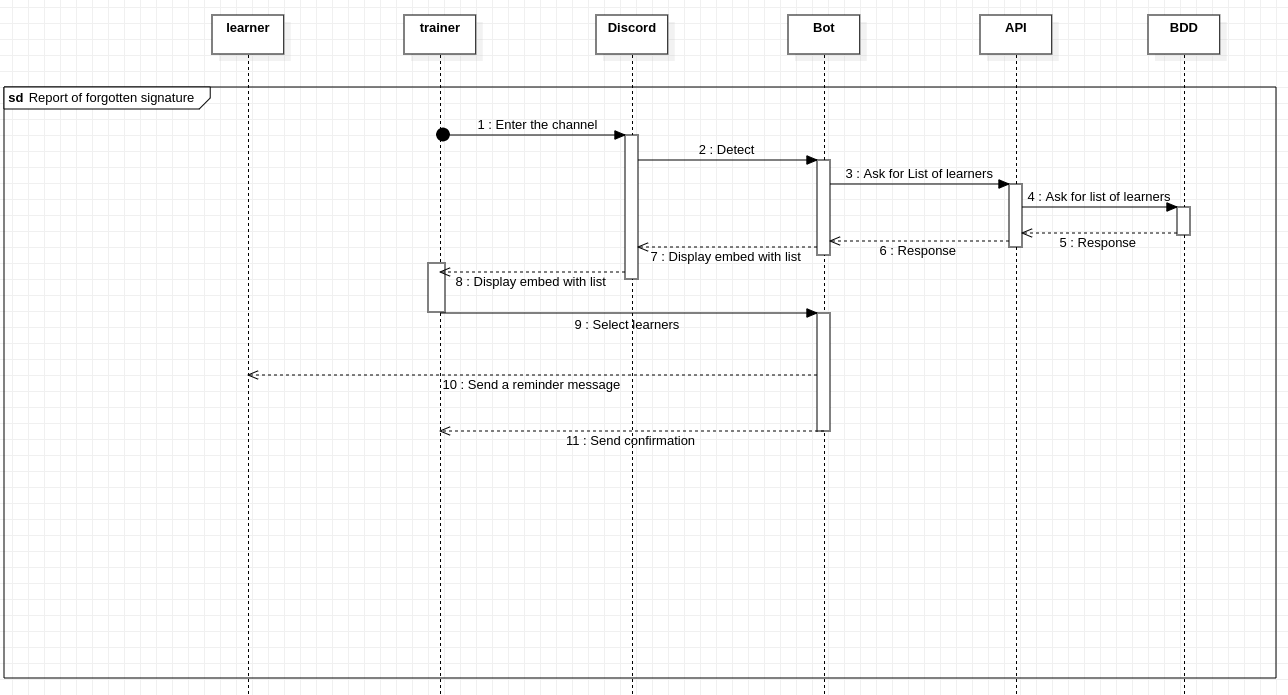 learner
trainer
Discord
Bot
API
BDD
sd Report of forgotten signature
1 : Enter the channel
2 : Detect
3 : Ask for List of learners
4 : Ask for list of learners
5 : Response
6 : Response
7 : Display embed with list
8 : Display embed with list
9 : Select learners
10 : Send a reminder message
11 : Send confirmation